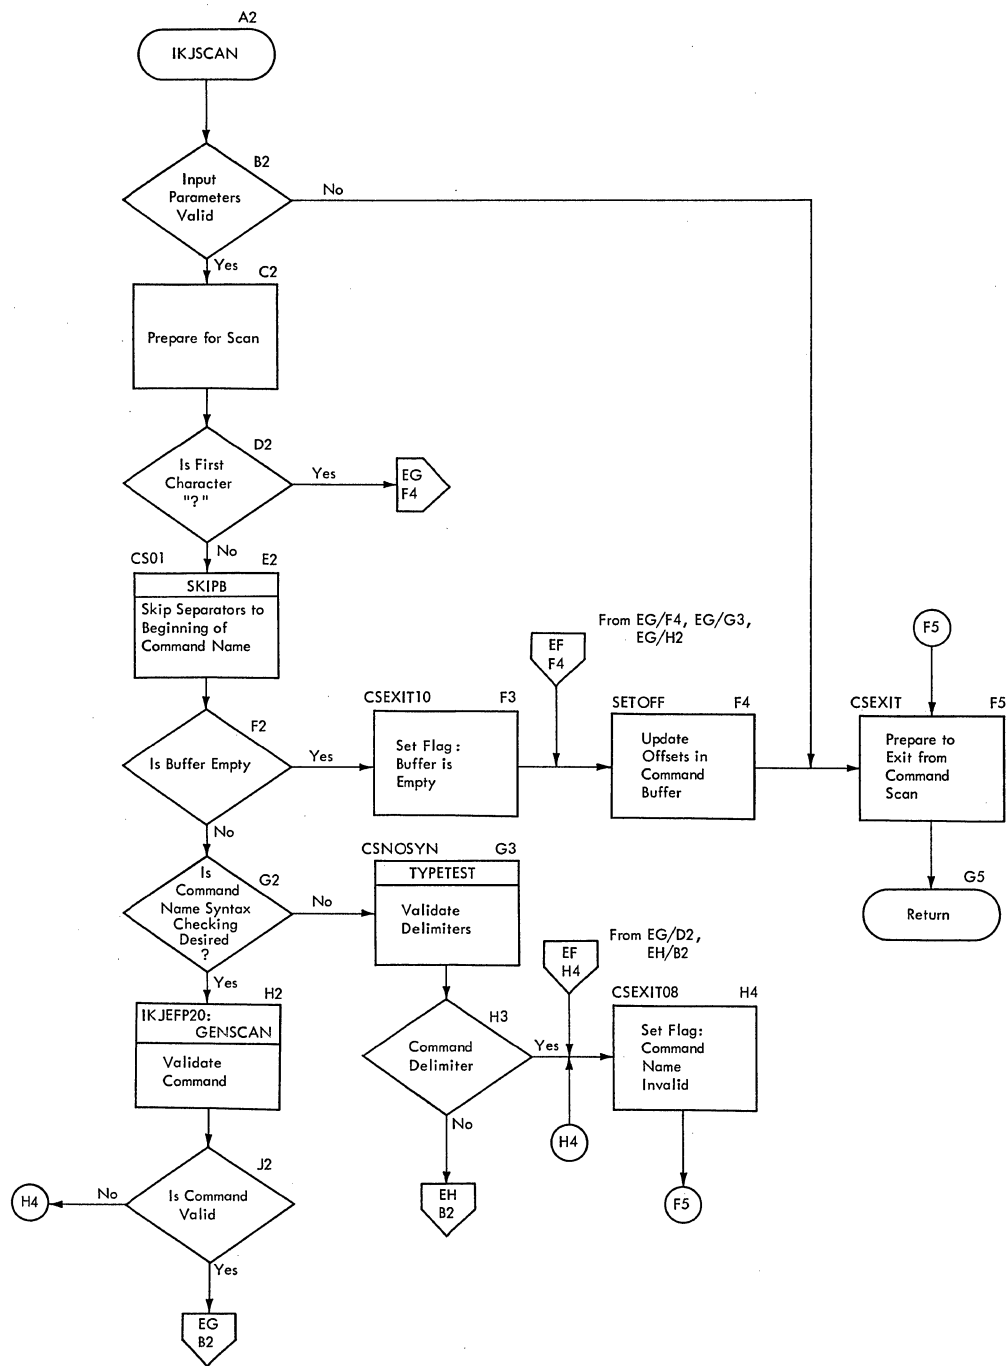 A2
IKJSCAN
B2
Input
Parameters
Valid
No
Yes
C2
Prepare for Scan
D2
Is First
Character
"?"
Yes
EG
F4
No
CS01
E2
SKIPB
Skip Separators to
Beginning of
Command Name
From EG/F4, EG/G3,
EG/H2
EF
F4
F5
F2
Is Buffer Empty
Yes
CSEXIT10
F3
Set Flag:
Buffer is
Empty
SETOFF
F4
Update
Offsets in
Command
Buffer
CSEXIT
F5
Prepare to
Exit from
Command
Scan
No
G2
Is
Command
Name Syntax
Checking
Desired
?
No
CSNOSYN
G3
TYPETEST
Validate
Delimiters
G5
Return
Yes
From EG/D2,
EH/B2
EF
H4
H2
IKJEFP20:
GENSCAN
Validate
Command
H3
Command
Delimiter
Yes
CSEXIT08
H4
Set Flag:
Command
Name
Invalid
No
H4
J2
Is Command
Valid
No
H4
EH
B2
F5
Yes
EG
B2